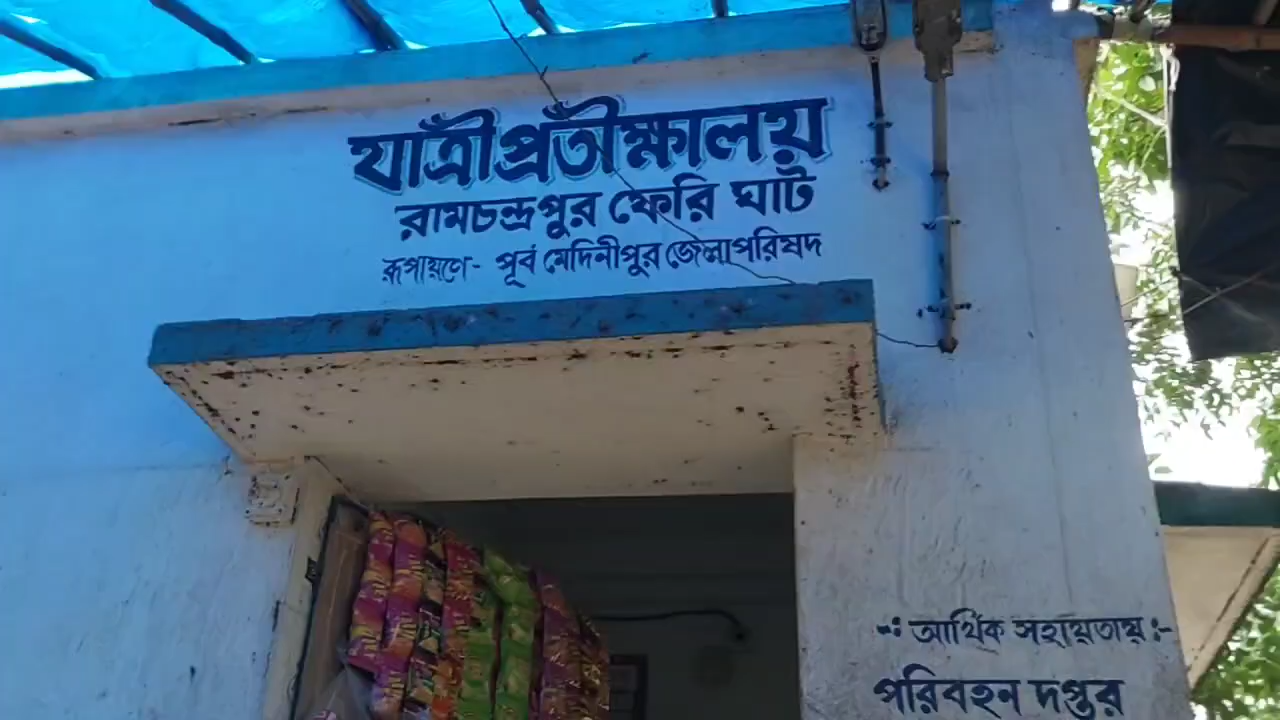 যাত্রীপ্রতীক্ষালয়
রামচন্দ্রপুর ফেরি ঘাট
রূপায়ণে- পূর্ব মেদিনীপুর জেলাপরিষদ
-: আর্থিক সহায়তায় :-
পরিবহন দপ্তর